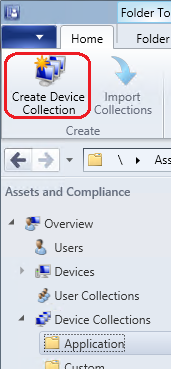 Folder To
Home
Folder
Create Device
Collection
Import
Collections
Create
\
Ass
Assets and Compliance
Overview
Users
Devices
User Collections
Device Collections
Application
Custom